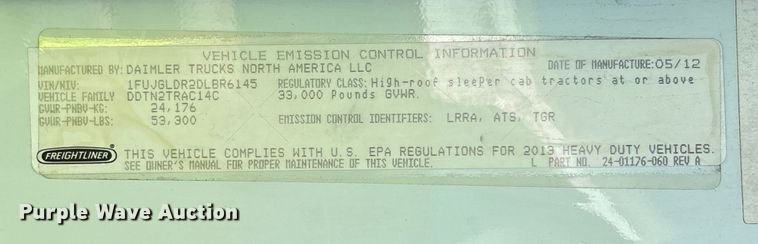 VEHICLE EMISSION CONTROL INFORMATION
MANUFACTURED BY: DAIMLER TRUCKS NORTH AMERICA LLC DATE OF MANUFACTURE: 05/12
VIN/NIV: 1FUJGLDR2DLBR6145 REGULATORY CLASS: High-roof sleeper cab tractors at or above
VEHICLE FAMILY DDTN2TRAC14C 33,000 Pounds GVWR.
GVWR-PNBV-KG: 24,176
GVWR-PNBV-LBS: 53,300 EMISSION CONTROL IDENTIFIERS: LRRA, ATS, TGR
FREIGHTLINER THIS VEHICLE COMPLIES WITH U.S. EPA REGULATIONS FOR 2013 HEAVY DUTY VEHICLES.
SEE OWNER'S MANUAL FOR PROPER MAINTENANCE OF THIS VEHICLE. L PART NO. 24-01176-060 REV A
Purple Wave Auction